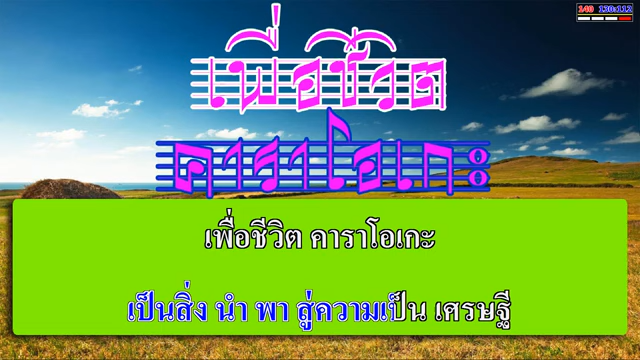 140 130:112
เพื่อชีวิต
คาราโอเกะ
เพื่อชีวิต คาราโอเกะ
เป็นสิ่ง นำ พา สู่ความเป็น เศรษฐี